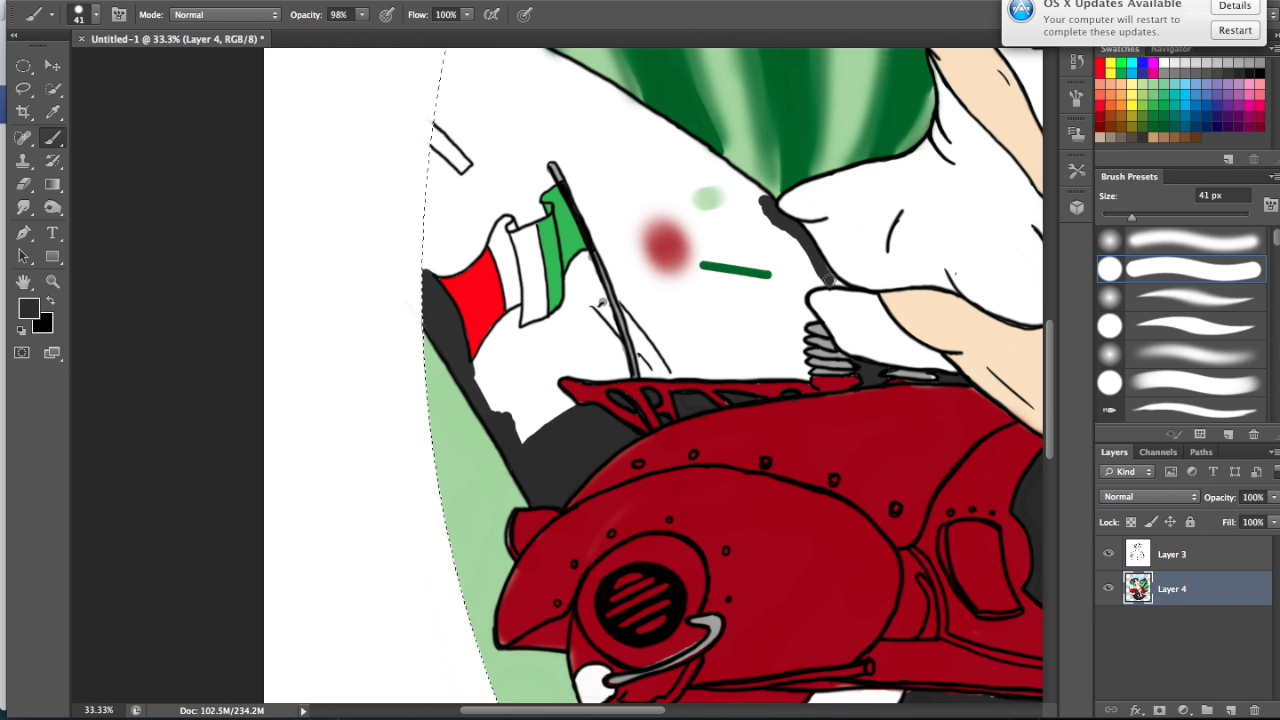 41
Mode: Normal
Opacity: 98%
Flow: 100%
OS X Updates Available
Details
Your computer will restart to
complete these updates.
Restart
× Untitled-1 @ 33.3% (Layer 4, RGB/8) *
Swatches Navigator
Brush Presets
Size: 41 px
Layers Channels Paths
Kind
Normal Opacity: 100%
Lock: Fill: 100%
Layer 3
Layer 4
33.33% Doc: 102.5M/234.2M